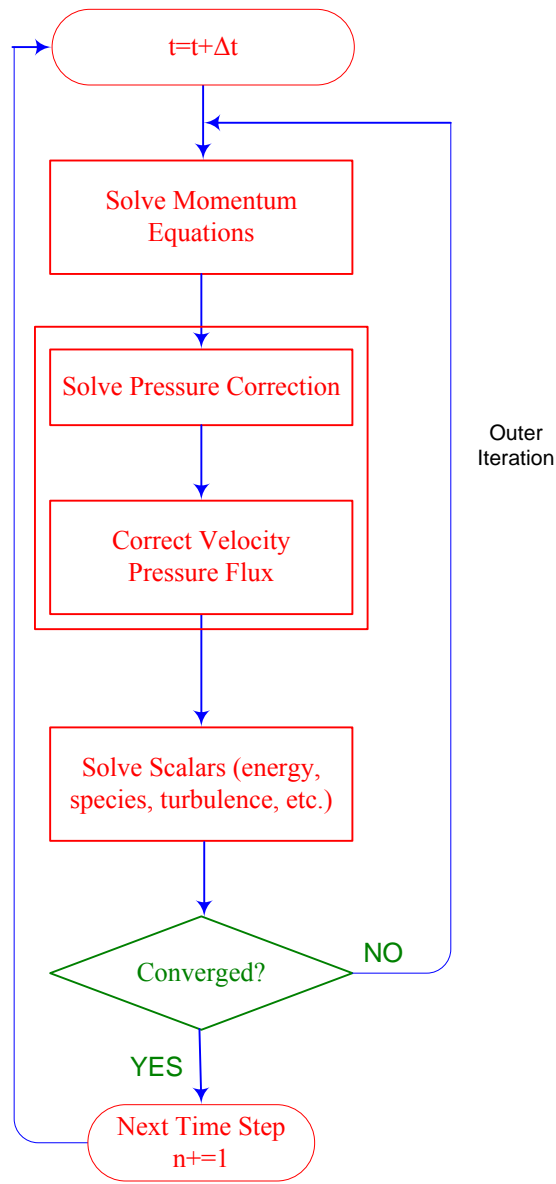 t=t+Δt
Solve Momentum
Equations
Solve Pressure Correction
Outer
Iteration
Correct Velocity
Pressure Flux
Solve Scalars (energy,
species, turbulence, etc.)
Converged?
NO
YES
Next Time Step
n+=1